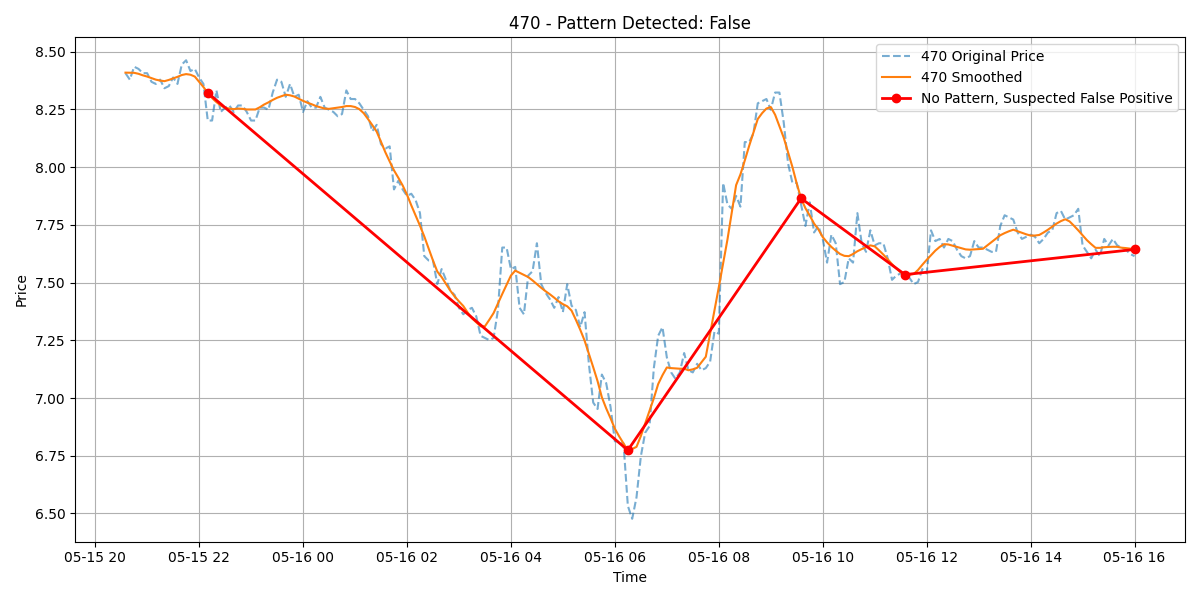 470 - Pattern Detected: False
470 Original Price
470 Smoothed
No Pattern, Suspected False Positive
Price
8.50
8.25
8.00
7.75
7.50
7.25
7.00
6.75
6.50
05-15 20 05-15 22 05-16 00 05-16 02 05-16 04 05-16 06 05-16 08 05-16 10 05-16 12 05-16 14 05-16 16
Time